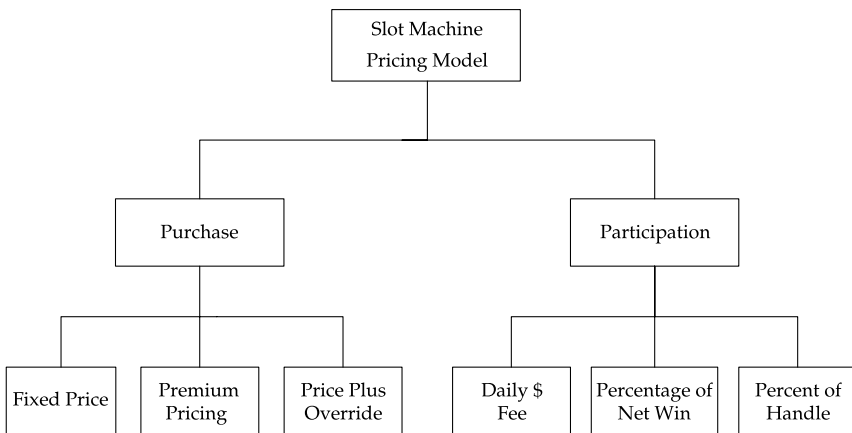 Slot Machine
Pricing Model
Purchase
Participation
Fixed Price
Premium
Pricing
Price Plus
Override
Daily $
Fee
Percentage of
Net Win
Percent of
Handle